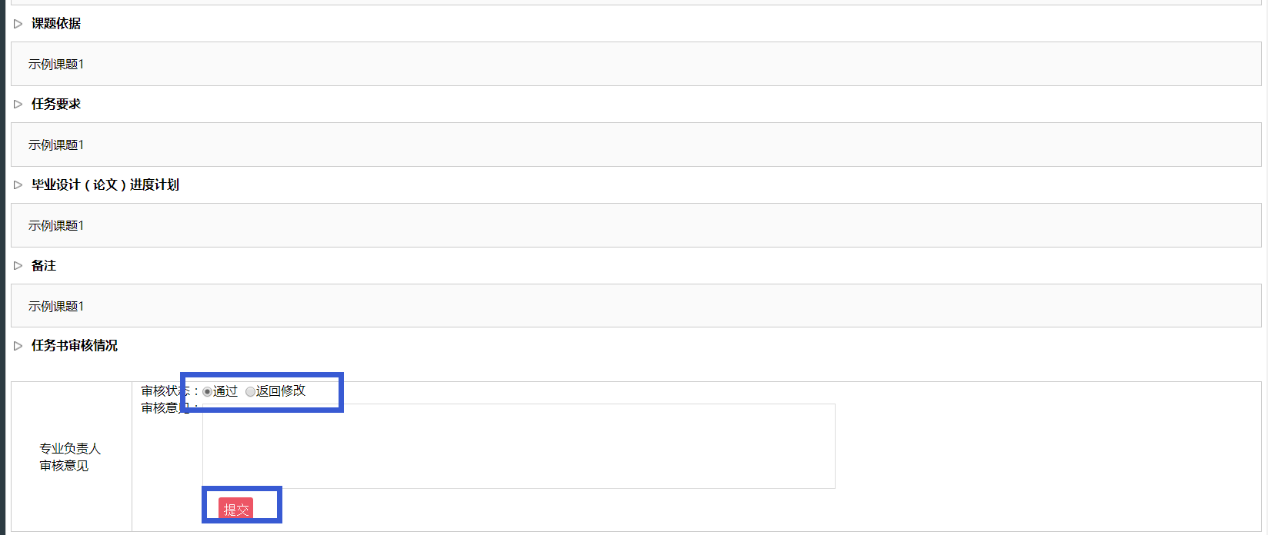 课题依据
示例课题1
任务要求
示例课题1
毕业设计（论文）进度计划
示例课题1
备注
示例课题1
任务书审核情况
专业负责人
审核意见
审核状态：通过 返回修改
审核意见：
提交